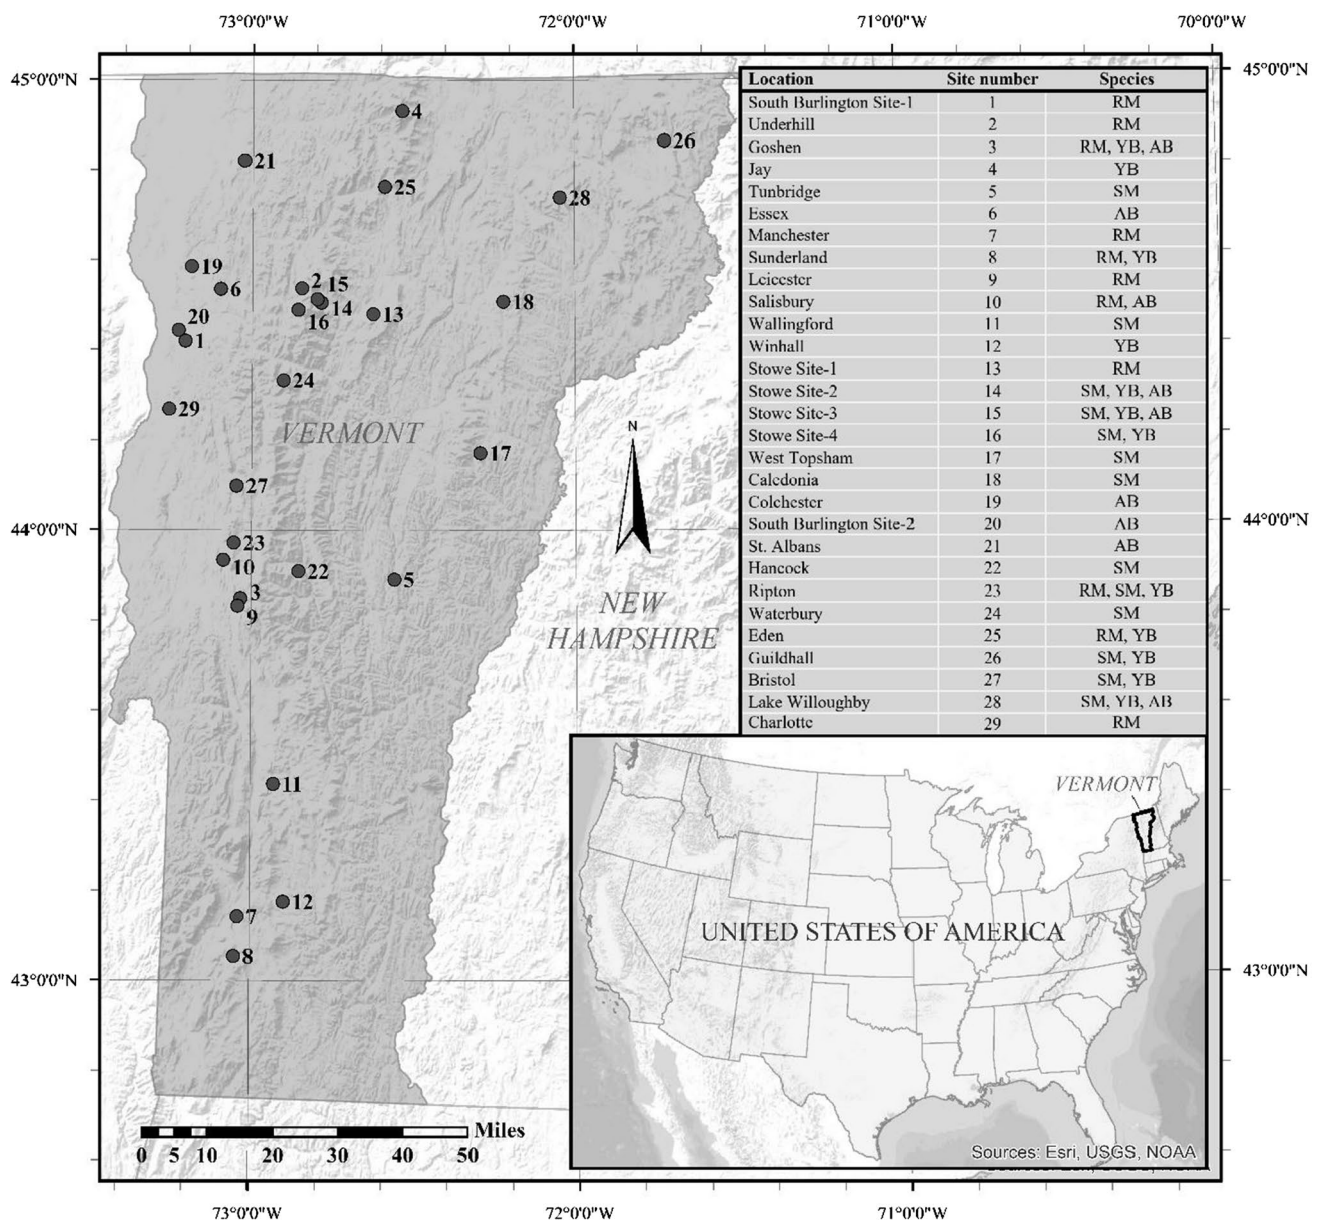 73°0'0"W 72°0'0"W 71°0'0"W 70°0'0"W
45°0'0"N 45°0'0"N
Location Site number Species
South Burlington Site-1 1 RM
Underhill 2 RM
Goshen 3 RM, YB, AB
Jay 4 YB
Tunbridge 5 SM
Essex 6 AB
Manchester 7 RM
Sunderland 8 RM, YB
Leicester 9 RM
Salisbury 10 RM, AB
Wallingford 11 SM
Winhall 12 YB
Stowe Site-1 13 RM
Stowe Site-2 14 SM, YB, AB
Stowe Site-3 15 SM, YB, AB
Stowe Site-4 16 SM, YB
West Topsham 17 SM
Caledonia 18 SM
Colchester 19 AB
South Burlington Site-2 20 AB
St. Albans 21 AB
Hancock 22 SM
Ripton 23 RM, SM, YB
Waterbury 24 SM
Eden 25 RM, YB
Guildhall 26 SM, YB
Bristol 27 SM, YB
Lake Willoughby 28 SM, YB, AB
Charlotte 29 RM
4
26
21
25
28
19
2 15
6
18
14
13
16
20
1
24
29
VERMONT
N
17
27
44°0'0"N 44°0'0"N
23
10
22
5
3
9
NEW
HAMPSHIRE
11
12
7
8
43°0'0"N 43°0'0"N
VERMONT
UNITED STATES OF AMERICA
Sources: Esri, USGS, NOAA
Miles
0 5 10 20 30 40 50
73°0'0"W 72°0'0"W 71°0'0"W